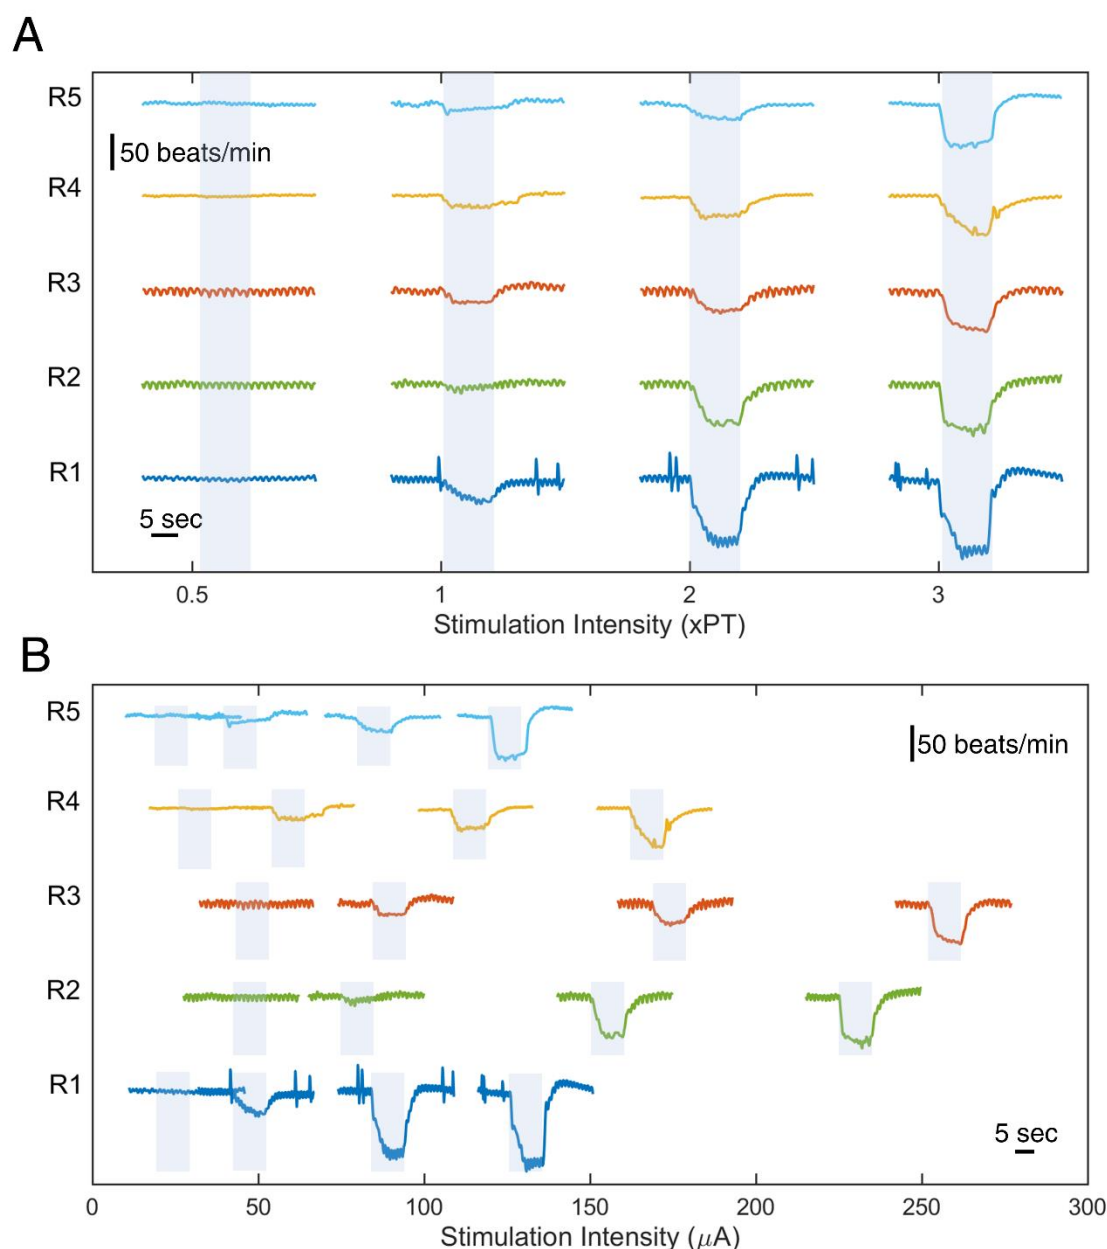 A
R5
50 beats/min
R4
R3
R2
R1
5 sec
0.5 1 2 3
Stimulation Intensity (xPT)
B
R5
50 beats/min
R4
R3
R2
R1
5 sec
0 50 100 150 200 250 300
Stimulation Intensity (μA)